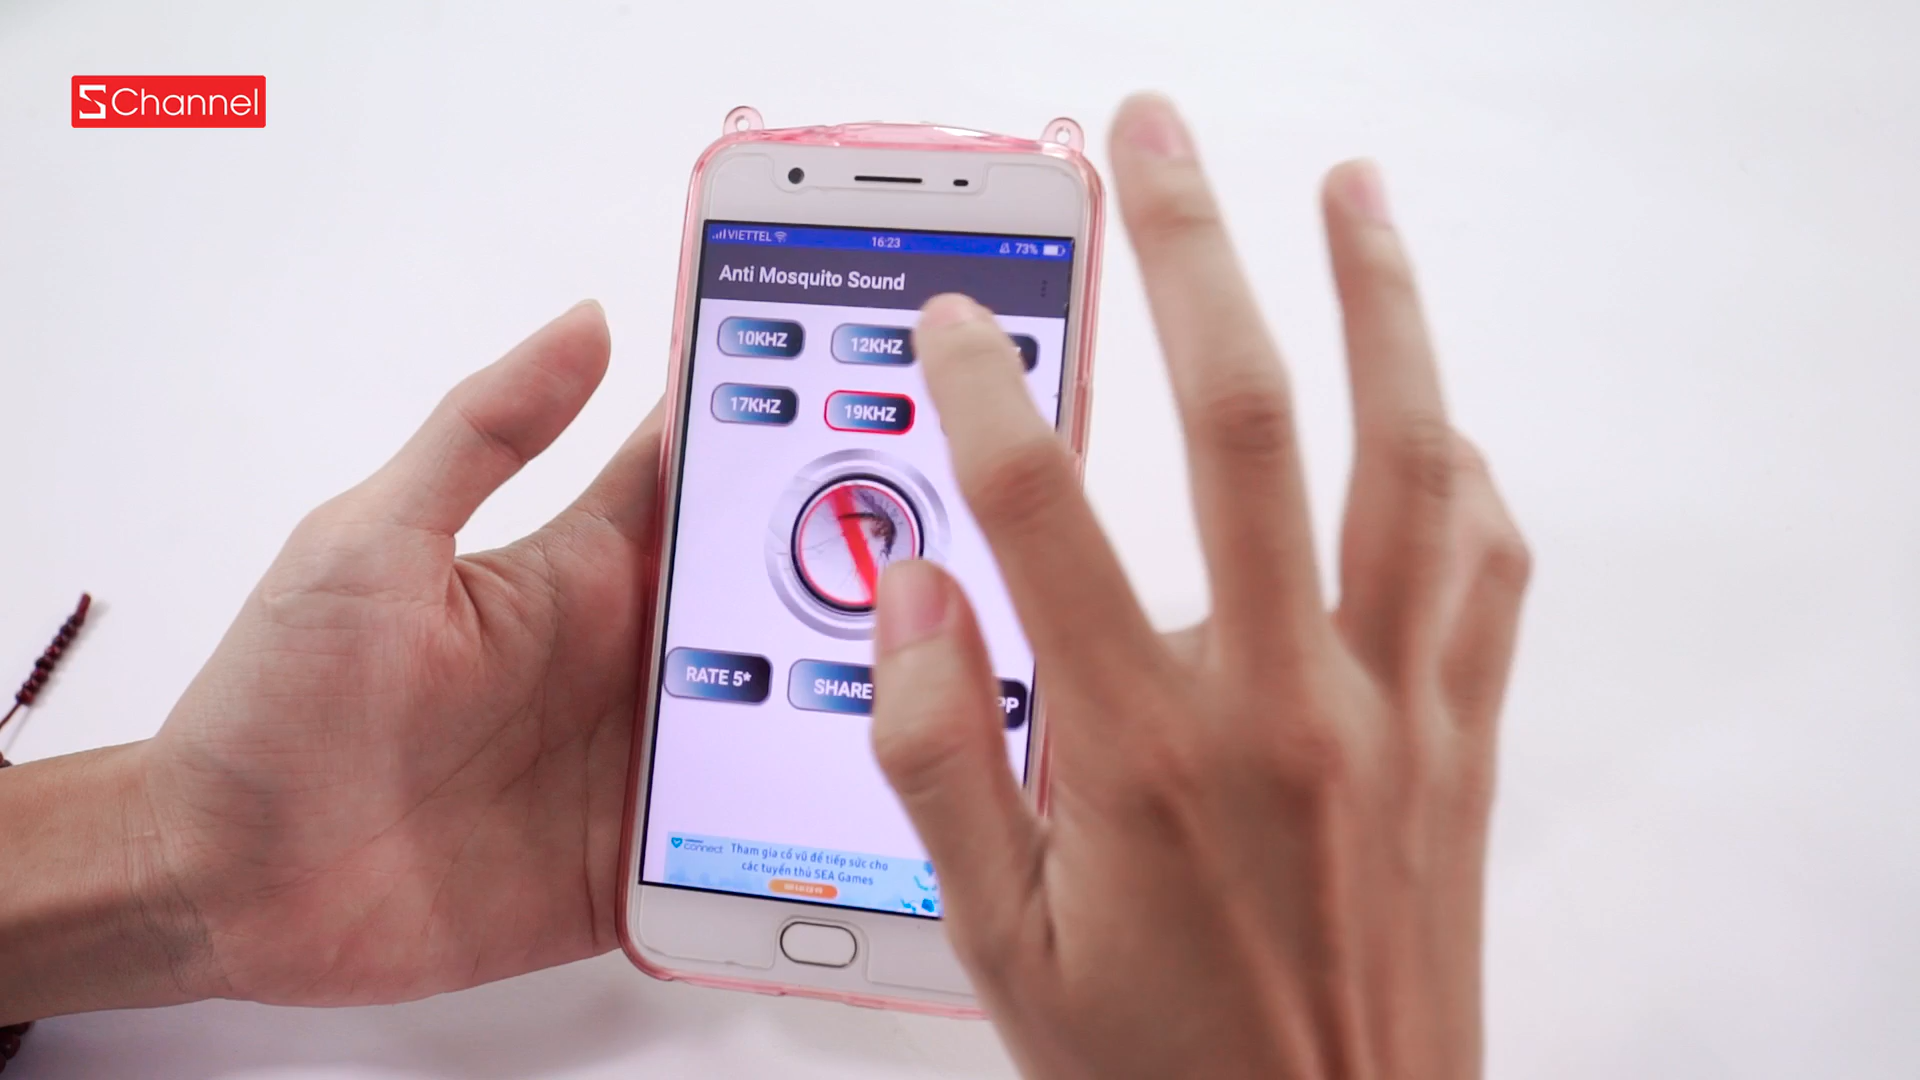 SChannel
VIETTEL 16:23 73%
Anti Mosquito Sound
10KHZ 12KHZ
17KHZ 19KHZ
RATE 5* SHARE
connect Tham gia cổ vũ để tiếp sức cho
các tuyển thủ SEA Games